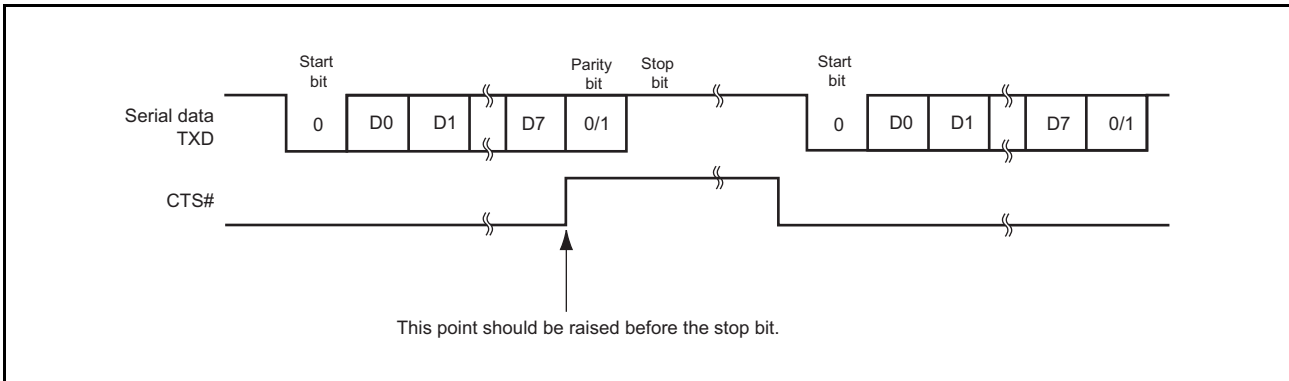 Start bit
Parity bit
Stop bit
Start bit
Serial data TXD
0 D0 D1 D7 0/1 0 D0 D1 D7 0/1
CTS#
This point should be raised before the stop bit.